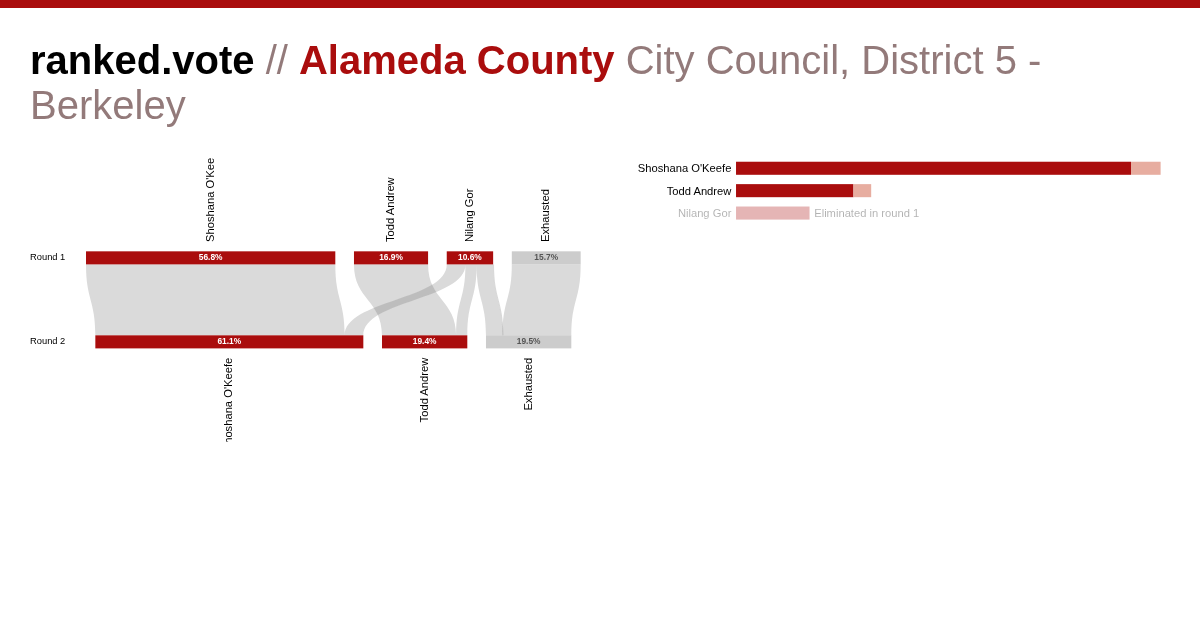 ranked.vote // Alameda County City Council, District 5 -
Berkeley
Shoshana O'Kee
Todd Andrew
Nilang Gor
Exhausted
Round 1
56.8%
16.9%
10.6%
15.7%
Round 2
61.1%
19.4%
19.5%
hoshana O'Keefe
Todd Andrew
Exhausted
Shoshana O'Keefe
Todd Andrew
Nilang Gor
Eliminated in round 1